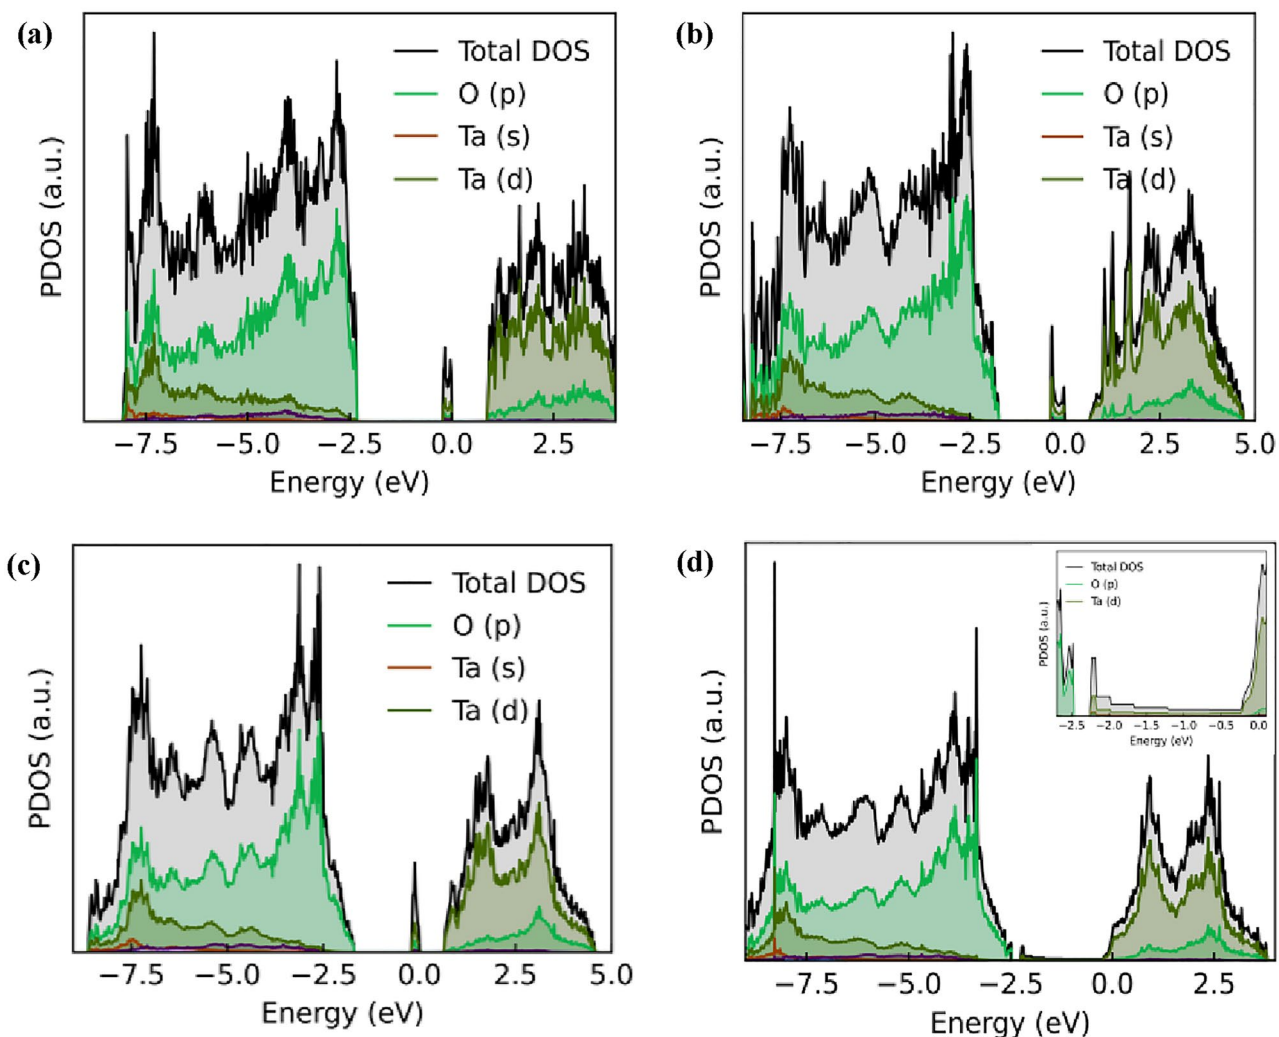 (a)
Total DOS
O (p)
Ta (s)
Ta (d)
PDOS (a.u.)
−7.5 −5.0 −2.5 0.0 2.5
Energy (eV)
(b)
Total DOS
O (p)
Ta (s)
Ta (d)
PDOS (a.u.)
−7.5 −5.0 −2.5 0.0 2.5 5.0
Energy (eV)
(c)
Total DOS
O (p)
Ta (s)
Ta (d)
PDOS (a.u.)
−7.5 −5.0 −2.5 0.0 2.5 5.0
Energy (eV)
(d)
Total DOS
O (p)
Ta (d)
PDOS (a.u.)
−2.5 −2.0 −1.5 −1.0 −0.5 0.0
Energy (eV)
PDOS (a.u.)
−7.5 −5.0 −2.5 0.0 2.5
Energy (eV)